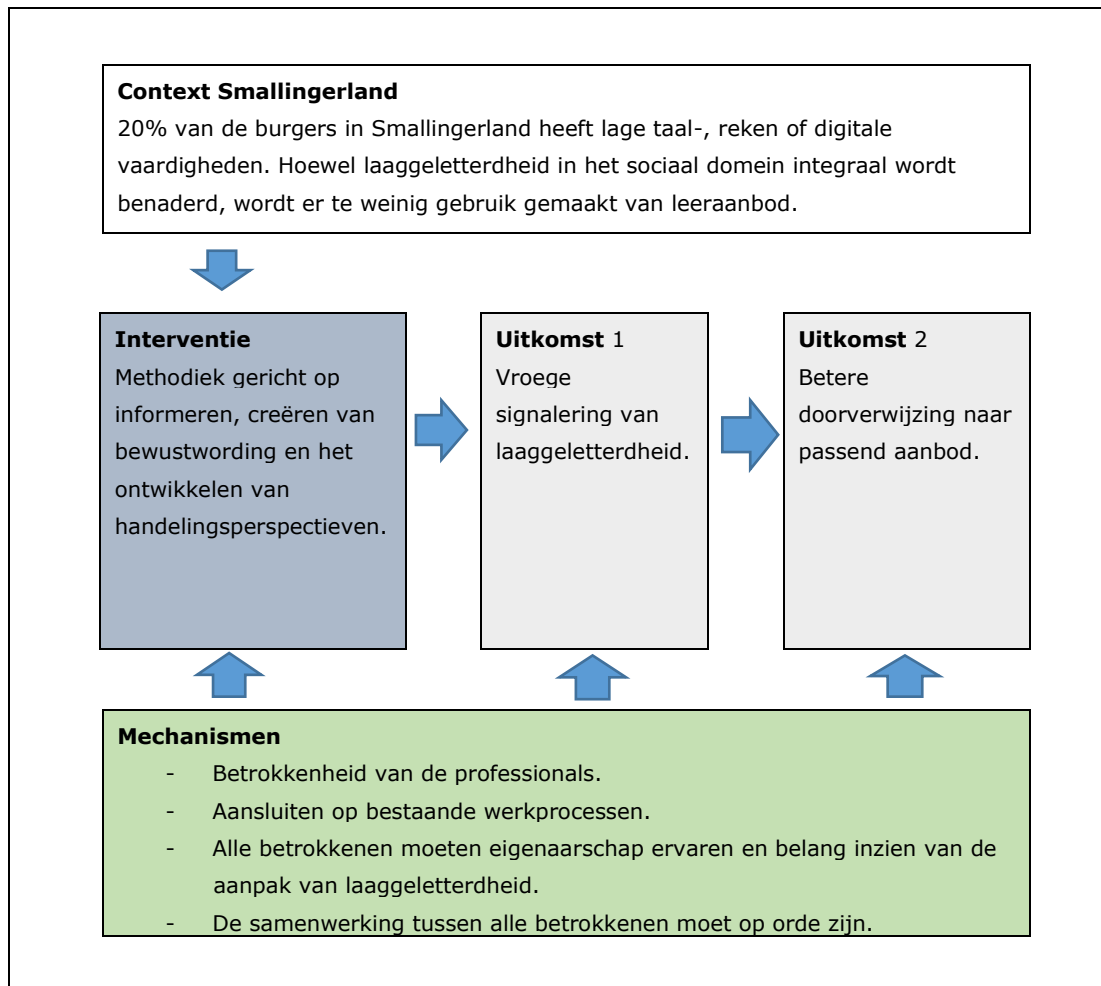 Context Smallingerland
20% van de burgers in Smallingerland heeft lage taal-, reken of digitale
vaardigheden. Hoewel laaggeletterdheid in het sociaal domein integraal wordt
benaderd, wordt er te weinig gebruik gemaakt van leeraanbod.
Interventie
Methodiek gericht op
informeren, creëren van
bewustwording en het
ontwikkelen van
handelingsperspectieven.
Uitkomst 1
Vroege
signalering van
laaggeletterdheid.
Uitkomst 2
Betere
doorverwijzing naar
passend aanbod.
Mechanismen
- Betrokkenheid van de professionals.
- Aansluiten op bestaande werkprocessen.
- Alle betrokkenen moeten eigenaarschap ervaren en belang inzien van de
aanpak van laaggeletterdheid.
- De samenwerking tussen alle betrokkenen moet op orde zijn.